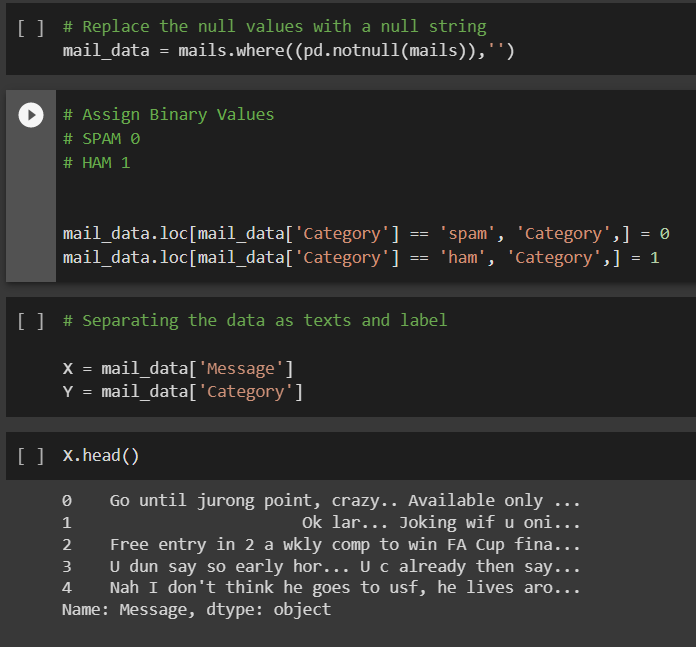 [ ] # Replace the null values with a null string
mail_data = mails.where((pd.notnull(mails)),'')
# Assign Binary Values
# SPAM 0
# HAM 1
mail_data.loc[mail_data['Category'] == 'spam', 'Category',] = 0
mail_data.loc[mail_data['Category'] == 'ham', 'Category',] = 1
[ ] # Separating the data as texts and label
X = mail_data['Message']
Y = mail_data['Category']
[ ] X.head()
0    Go until jurong point, crazy.. Available only ...
1                        Ok lar... Joking wif u oni...
2    Free entry in 2 a wkly comp to win FA Cup fina...
3    U dun say so early hor... U c already then say...
4    Nah I don't think he goes to usf, he lives aro...
Name: Message, dtype: object